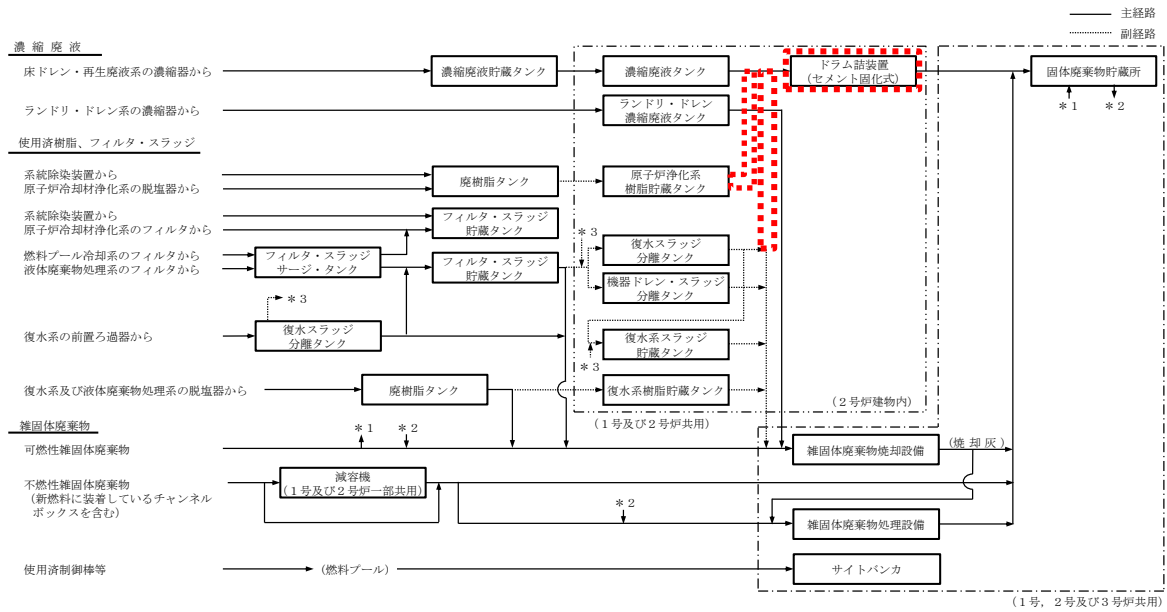 主経路
副経路
濃縮廃液
床ドレン・再生廃液系の濃縮器から
濃縮廃液貯蔵タンク
濃縮廃液タンク
ドラム詰装置
(セメント固化式)
固体廃棄物貯蔵所
*1
*2
ランドリ・ドレン系の濃縮器から
ランドリ・ドレン
濃縮廃液タンク
使用済樹脂、フィルタ・スラッジ
系統除染装置から
原子炉冷却材浄化系の脱塩器から
廃樹脂タンク
原子炉浄化系
樹脂貯蔵タンク
系統除染装置から
原子炉冷却材浄化系のフィルタから
フィルタ・スラッジ
貯蔵タンク
*3
燃料プール冷却系のフィルタから
液体廃棄物処理系のフィルタから
フィルタ・スラッジ
サージ・タンク
フィルタ・スラッジ
貯蔵タンク
復水スラッジ
分離タンク
機器ドレン・スラッジ
分離タンク
*3
復水系の前置ろ過器から
復水スラッジ
分離タンク
復水系スラッジ
貯蔵タンク
*3
復水系及び液体廃棄物処理系の脱塩器から
廃樹脂タンク
復水系樹脂貯蔵タンク
(2号炉建物内)
(1号及び2号炉共用)
雑固体廃棄物
*1
*2
可燃性雑固体廃棄物
雑固体廃棄物焼却設備
(焼却灰)
不燃性雑固体廃棄物
(新燃料に装着しているチャンネル
ボックスを含む)
減容機
(1号及び2号炉一部共用)
*2
雑固体廃棄物処理設備
使用済制御棒等
(燃料プール)
サイトバンカ
(1号,2号及び3号炉共用)